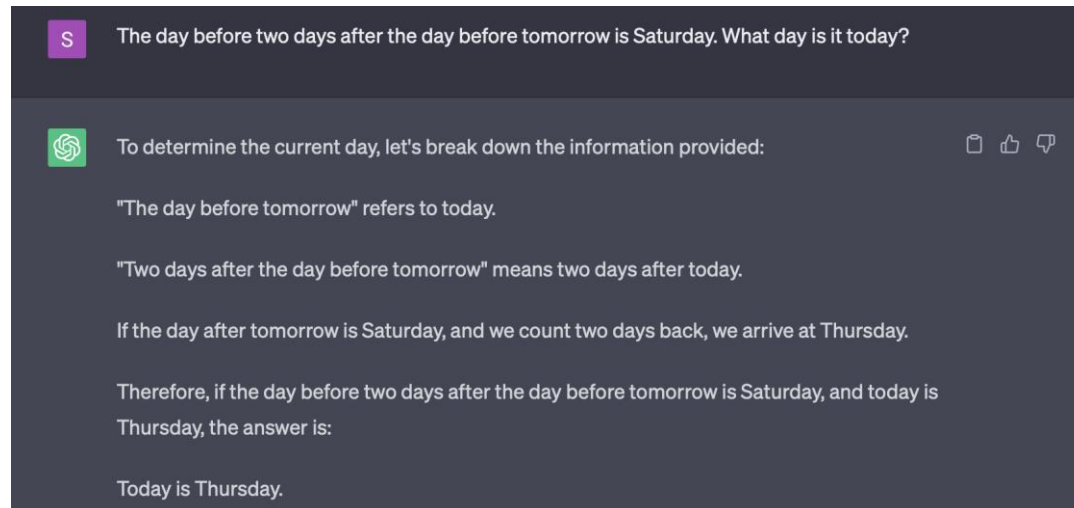 S
The day before two days after the day before tomorrow is Saturday. What day is it today?
To determine the current day, let's break down the information provided:
"The day before tomorrow" refers to today.
"Two days after the day before tomorrow" means two days after today.
If the day after tomorrow is Saturday, and we count two days back, we arrive at Thursday.
Therefore, if the day before two days after the day before tomorrow is Saturday, and today is
Thursday, the answer is:
Today is Thursday.